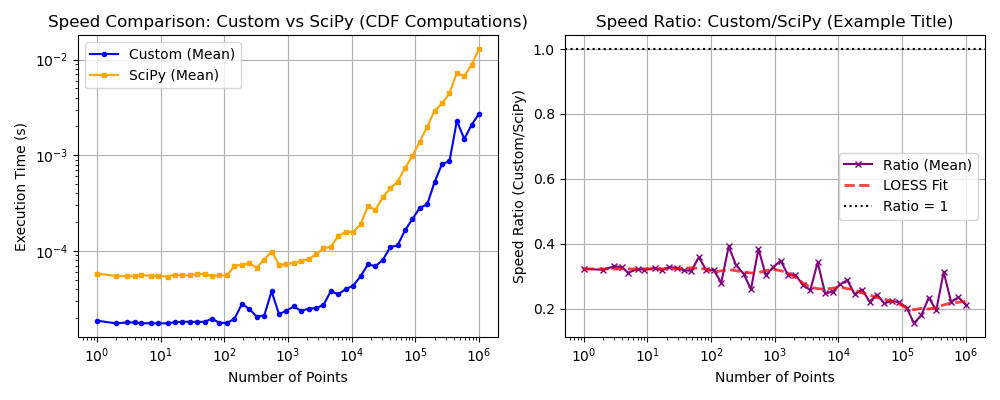 Speed Comparison: Custom vs SciPy (CDF Computations)
Execution Time (s)
10⁻²
10⁻³
10⁻⁴
Custom (Mean)
SciPy (Mean)
10⁰ 10¹ 10² 10³ 10⁴ 10⁵ 10⁶
Number of Points
Speed Ratio: Custom/SciPy (Example Title)
Speed Ratio (Custom/SciPy)
1.0
0.8
0.6
0.4
0.2
Ratio (Mean)
LOESS Fit
Ratio = 1
10⁰ 10¹ 10² 10³ 10⁴ 10⁵ 10⁶
Number of Points